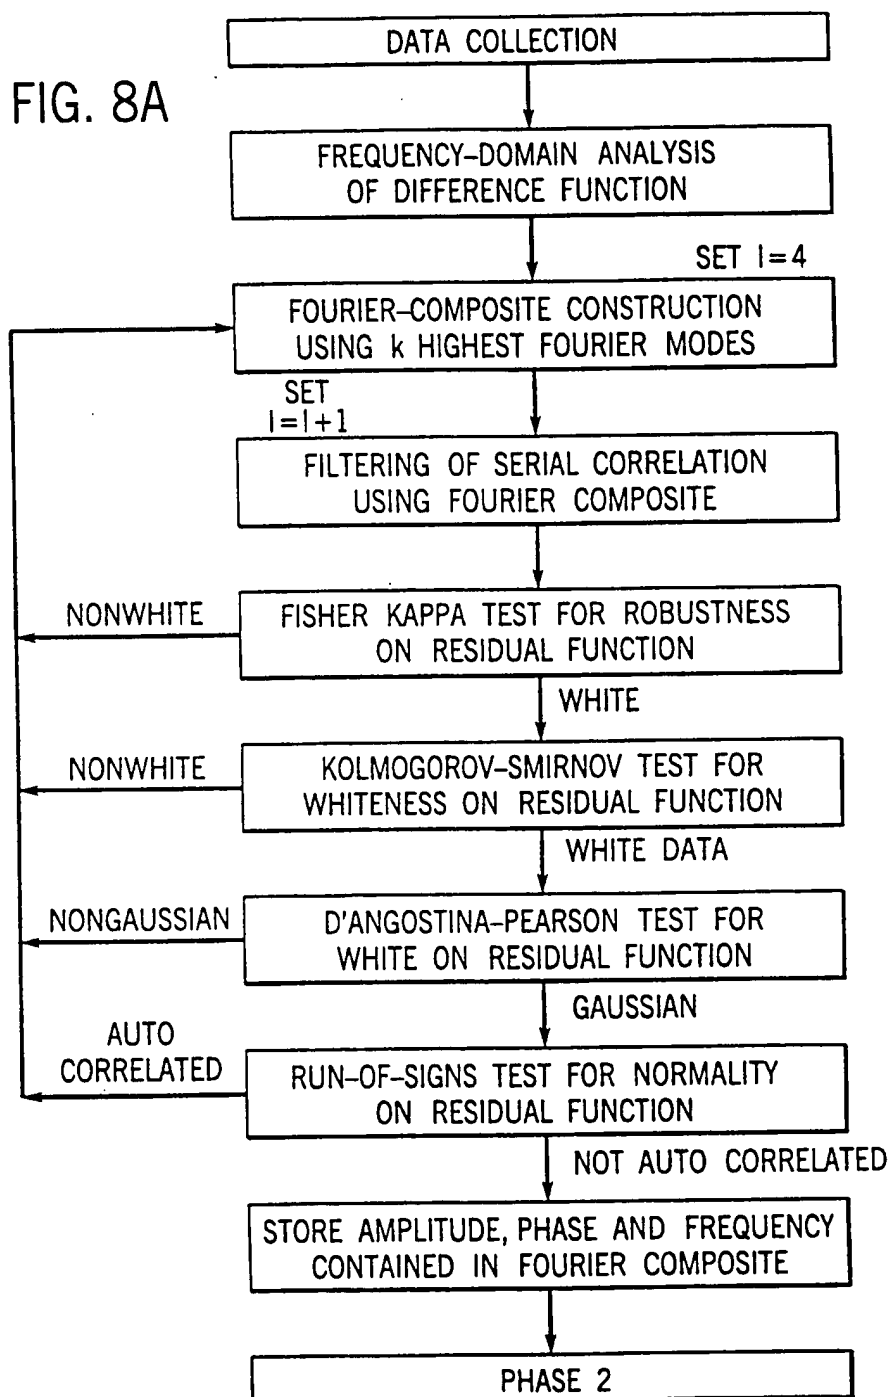 FIG. 8A
DATA COLLECTION
FREQUENCY–DOMAIN ANALYSIS
OF DIFFERENCE FUNCTION
SET I=4
FOURIER–COMPOSITE CONSTRUCTION
USING k HIGHEST FOURIER MODES
SET
I=I+1
FILTERING OF SERIAL CORRELATION
USING FOURIER COMPOSITE
NONWHITE
FISHER KAPPA TEST FOR ROBUSTNESS
ON RESIDUAL FUNCTION
WHITE
NONWHITE
KOLMOGOROV–SMIRNOV TEST FOR
WHITENESS ON RESIDUAL FUNCTION
WHITE DATA
NONGAUSSIAN
D'ANGOSTINA–PEARSON TEST FOR
WHITE ON RESIDUAL FUNCTION
GAUSSIAN
AUTO
CORRELATED
RUN–OF–SIGNS TEST FOR NORMALITY
ON RESIDUAL FUNCTION
NOT AUTO CORRELATED
STORE AMPLITUDE, PHASE AND FREQUENCY
CONTAINED IN FOURIER COMPOSITE
PHASE 2